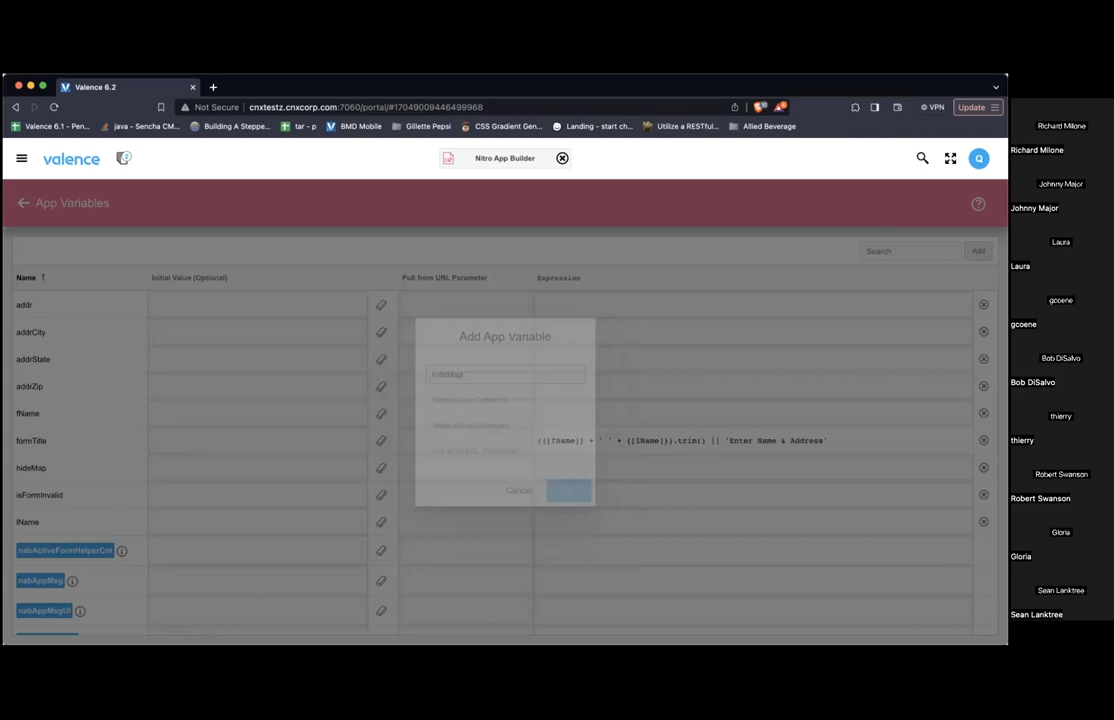 Valence 6.2
Not Secure cnxtestz.cnxcorp.com:7060/portal/#17049009446499968
VPN
Update
Valence 6.1 - Pen...
java - Sencha CM...
Building A Steppe...
tar - p
BMD Mobile
Gillette Pepsi
CSS Gradient Gen...
Landing - start ch...
Utilize a RESTful...
Allied Beverage
valence
Nitro App Builder
Q
App Variables
Search
Add
Name
Initial Value (Optional)
Pull from URL Parameter
Expression
addr
addrCity
addrState
addrZip
fName
formTitle
(({[fName]} + ' ' + {[lName]}).trim() || 'Enter Name & Address'
hideMap
isFormInvalid
lName
nabActiveFormHelperCnt
nabAppMsg
nabAppMsgUI
Add App Variable
hideMap
Cancel
Richard Milone
Richard Milone
Johnny Major
Johnny Major
Laura
Laura
gcoene
gcoene
Bob DiSalvo
Bob DiSalvo
thierry
thierry
Robert Swanson
Robert Swanson
Gloria
Gloria
Sean Lanktree
Sean Lanktree